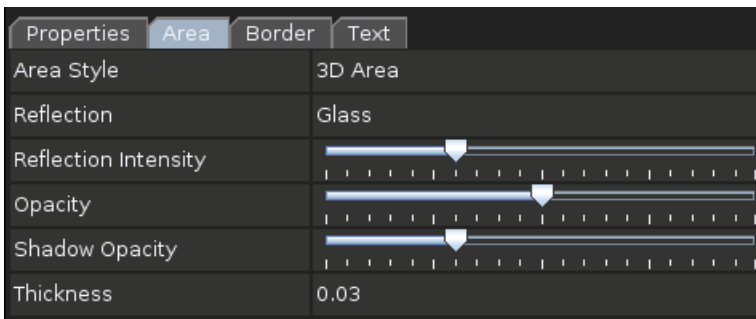 Properties Area Border Text
Area Style 3D Area
Reflection Glass
Reflection Intensity
Opacity
Shadow Opacity
Thickness 0.03